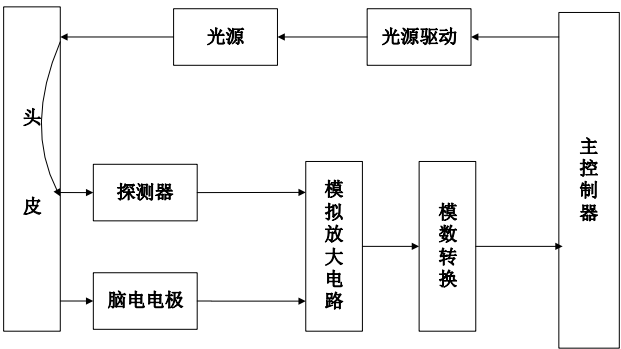 光源
光源驱动
头皮
主控制器
探测器
模拟放大电路
模数转换
脑电电极